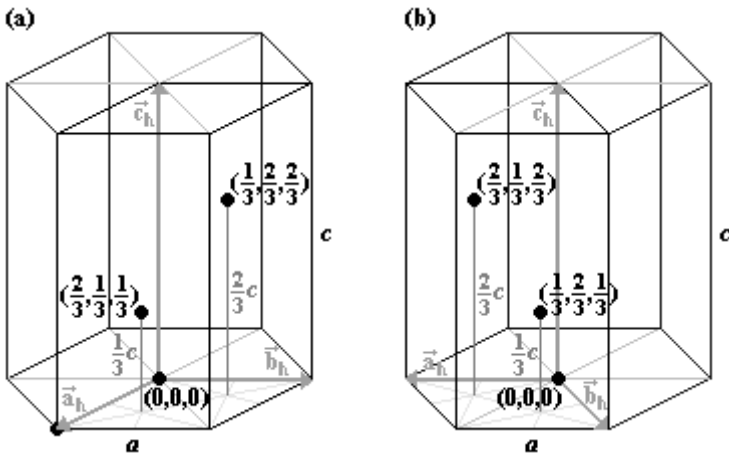 (a)
(b)
c⃗h
c⃗h
(1/3,2/3,2/3)
(2/3,1/3,2/3)
c
c
2/3c
2/3c
(2/3,1/3,1/3)
(1/3,2/3,1/3)
1/3c
1/3c
b⃗h
a⃗h
a⃗h
(0,0,0)
(0,0,0)
b⃗h
a
a